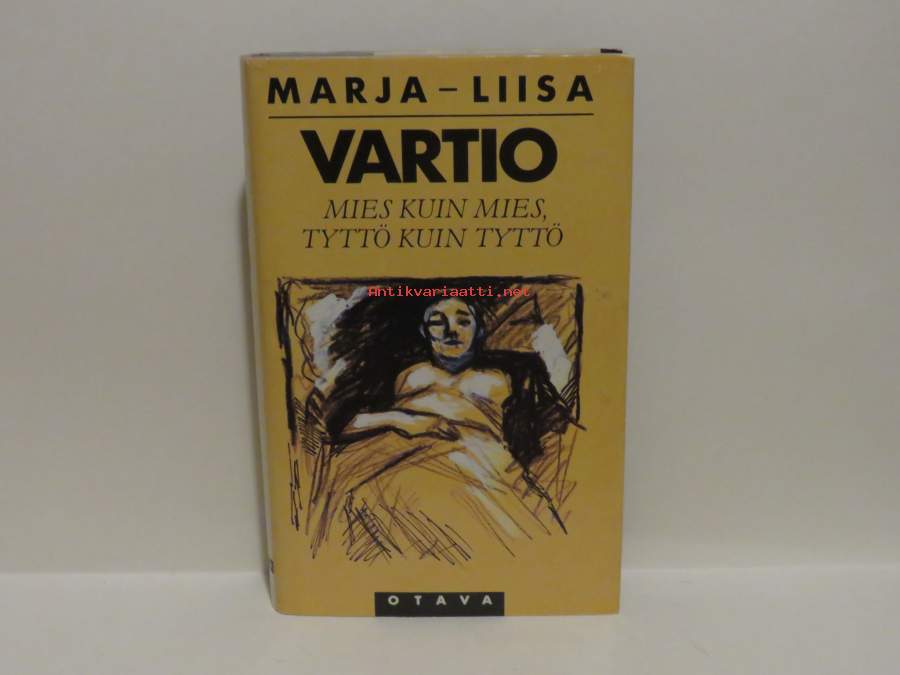 MARJA – LIISA
VARTIO
MIES KUIN MIES,
TYTTÖ KUIN TYTTÖ
Antikvariaatti.net
OTAVA